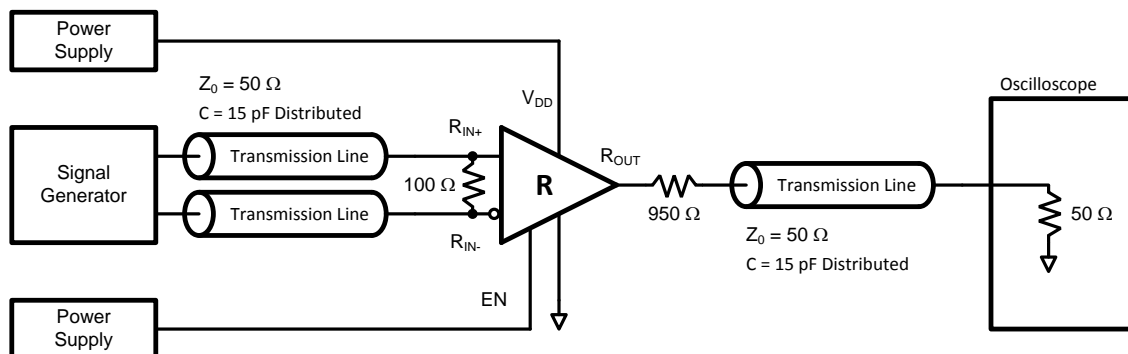 Power
Supply
Z0 = 50 Ω
C = 15 pF Distributed
VDD
Oscilloscope
Signal
Generator
Transmission Line
Transmission Line
RIN+
100 Ω
RIN-
R
ROUT
950 Ω
Transmission Line
Z0 = 50 Ω
C = 15 pF Distributed
50 Ω
EN
Power
Supply